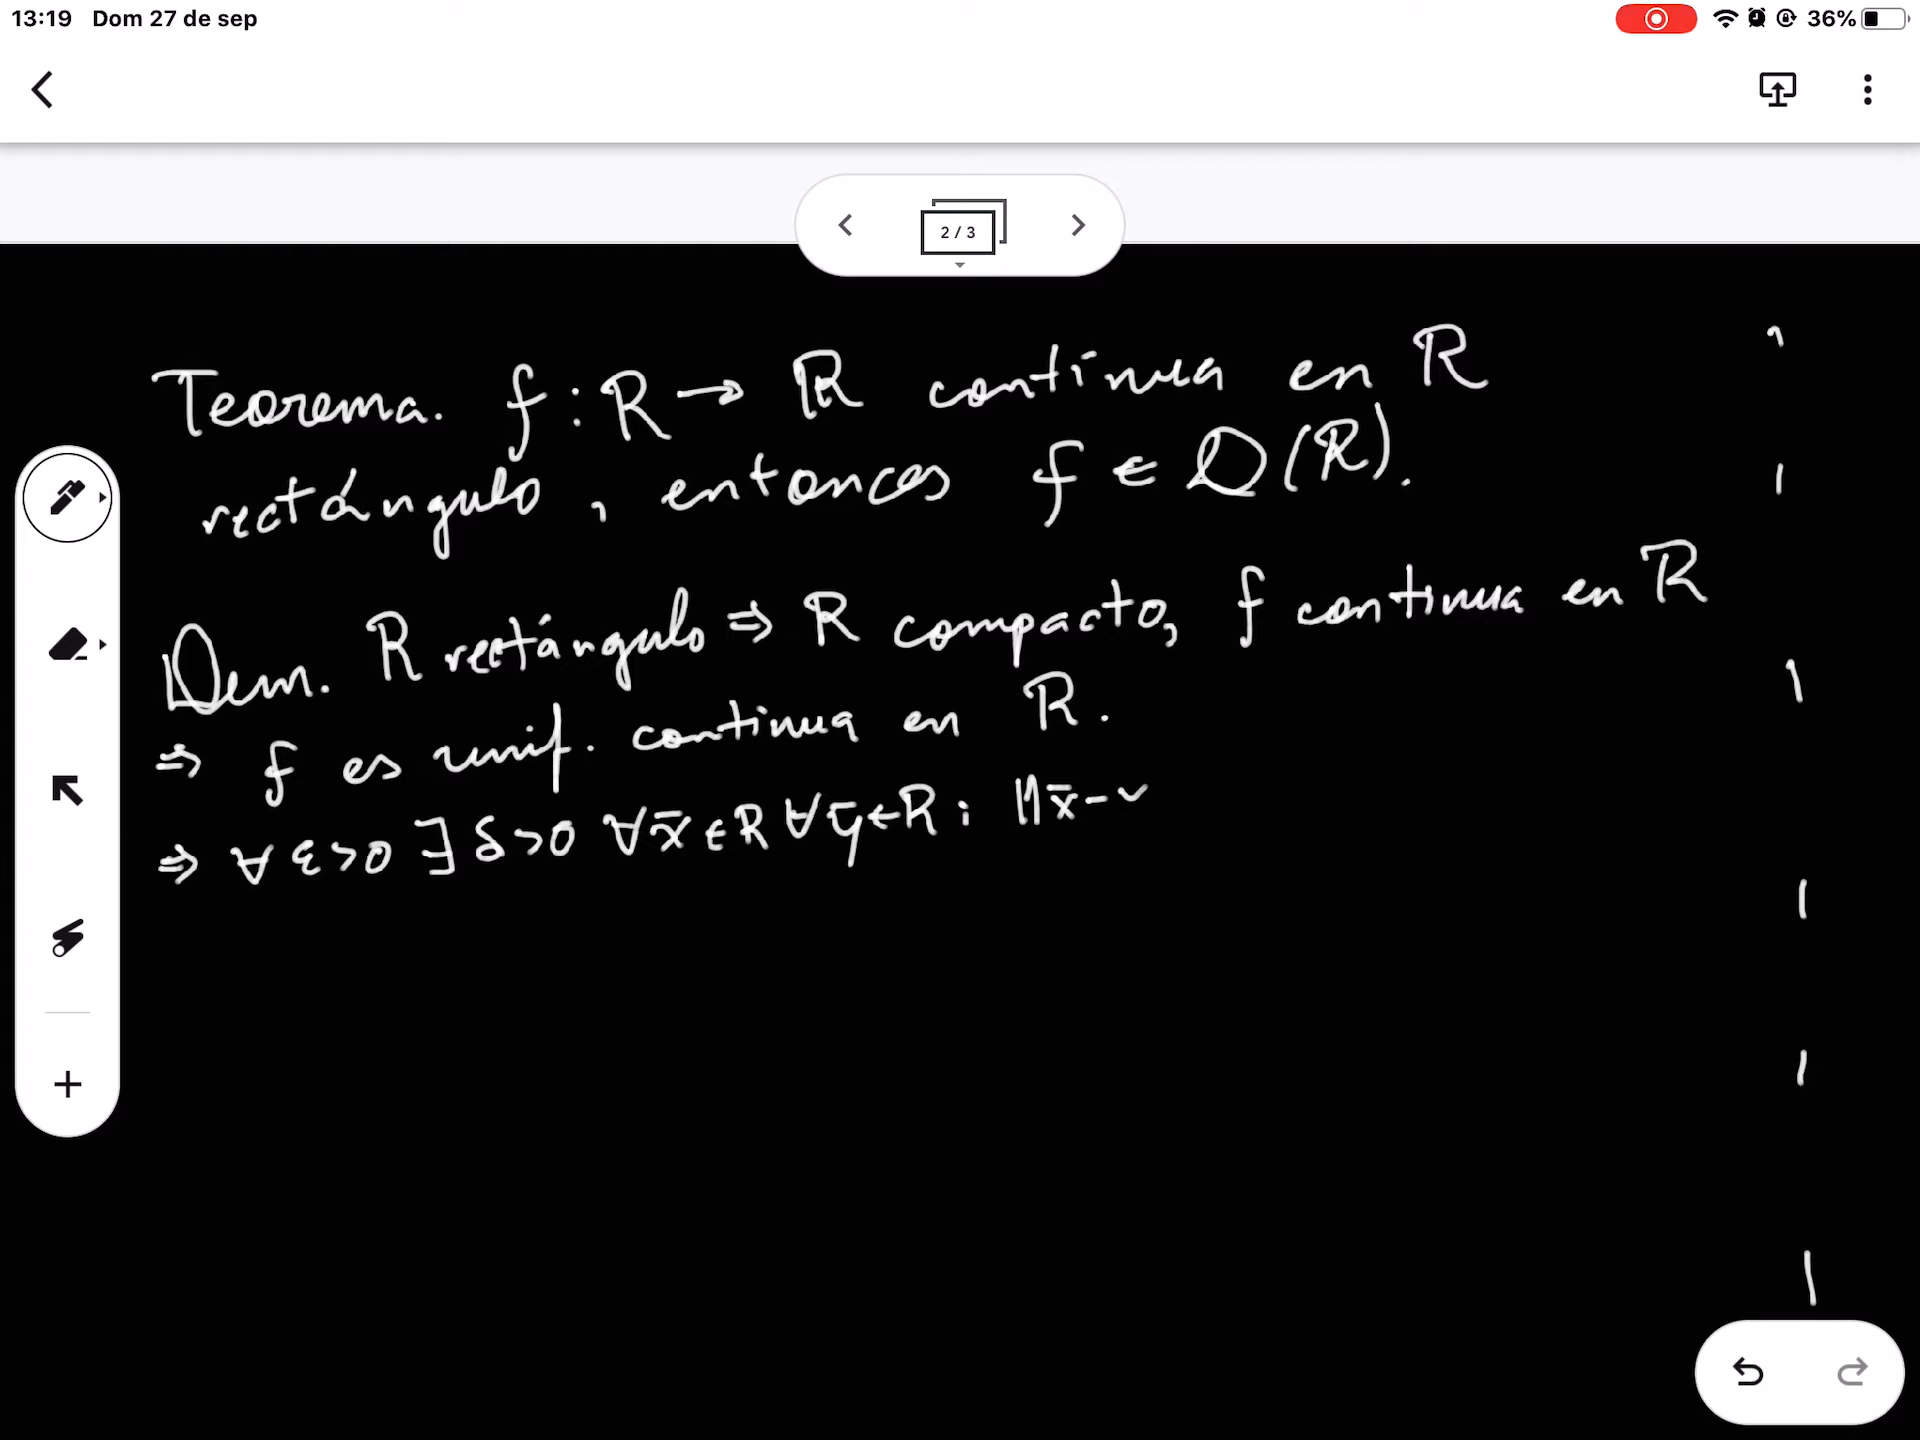 13:19 Dom 27 de sep 36%
2 / 3
Teorema. f : R → ℝ contínua en R
rectángulo, entonces f ∈ D(R).
Dem. R rectángulo ⇒ R compacto, f continua en R
⇒ f es unif. continua en R.
⇒ ∀ ε > 0 ∃ δ > 0 ∀ x̄ ∈ R ∀ ȳ ∈ R : ‖x̄ -